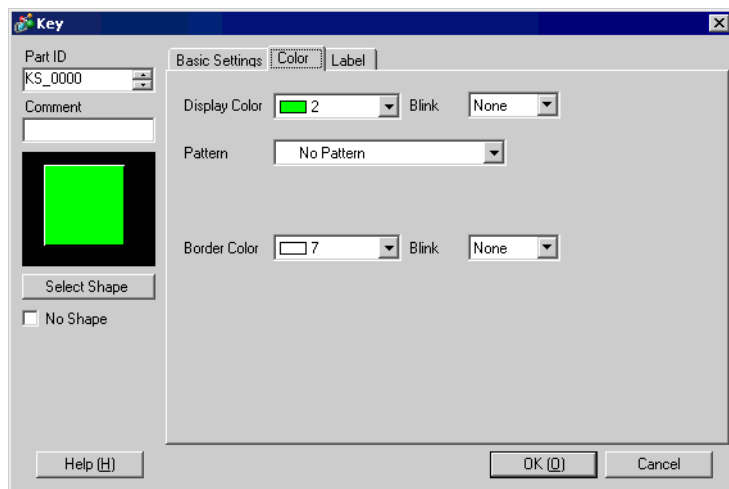 Key
Part ID
KS_0000
Comment
Select Shape
No Shape
Basic Settings Color Label
Display Color 2 Blink None
Pattern No Pattern
Border Color 7 Blink None
Help (H) OK (O) Cancel